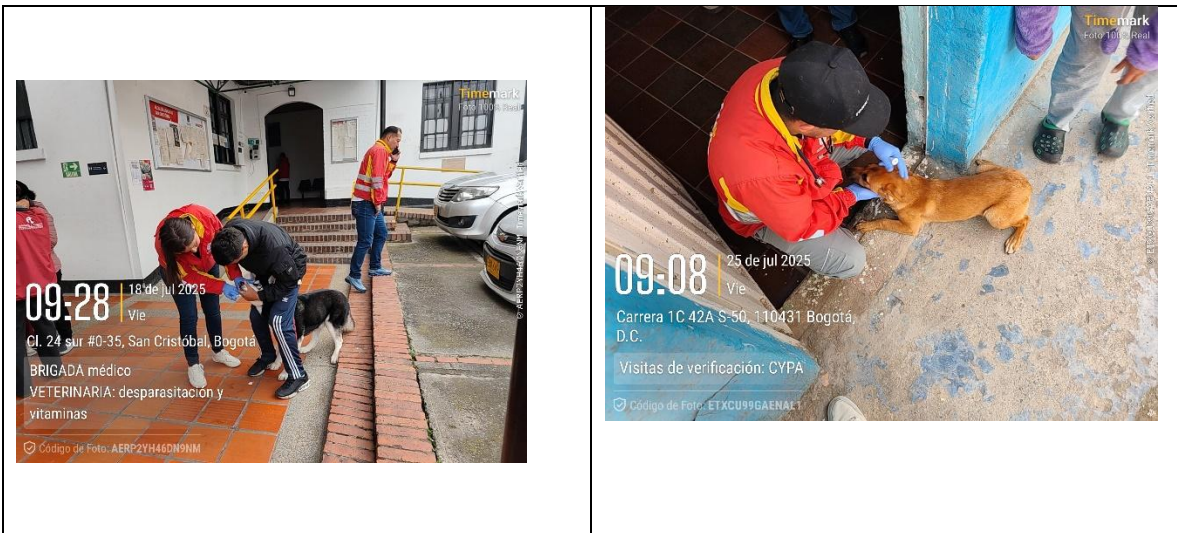 Timemark
Foto 100% Real
09:28
18 de jul 2025
Vie
Cl. 24 sur #0-35, San Cristóbal, Bogotá
BRIGADA médico
VETERINARIA: desparasitación y
vitaminas
Código de Foto: AERP2YH46DN9NM
Timemark
Foto 100% Real
09:08
25 de jul 2025
Vie
Carrera 1C 42A S-50, 110431 Bogotá,
D.C.
Visitas de verificación: CYPA
Código de Foto: ETXCU99GAENAL1